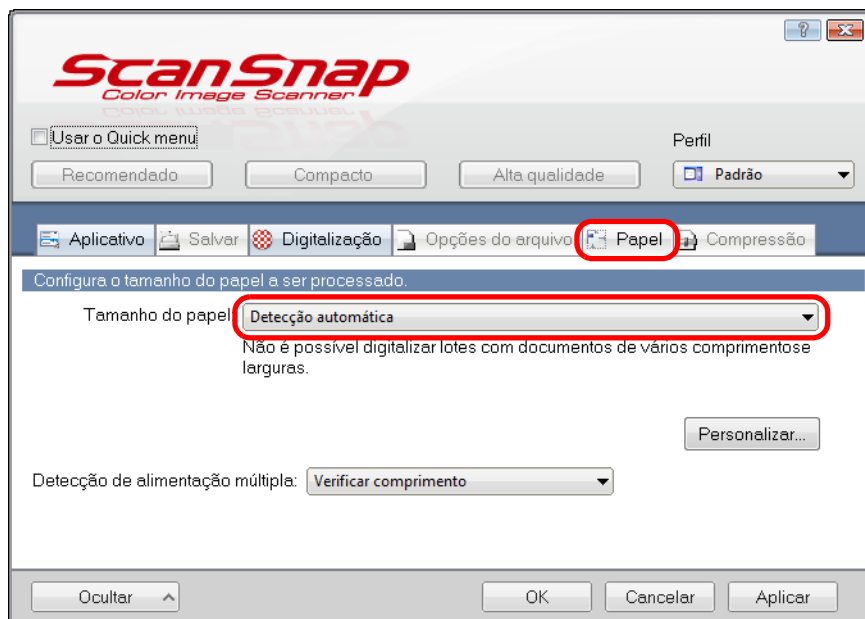 ScanSnap
Color Image Scanner
Usar o Quick menu
Perfil
Recomendado Compacto Alta qualidade Padrão
Aplicativo Salvar Digitalização Opções do arquivo Papel Compressão
Configura o tamanho do papel a ser processado.
Tamanho do papel: Detecção automática
Não é possível digitalizar lotes com documentos de vários comprimentose
larguras.
Personalizar...
Detecção de alimentação múltipla: Verificar comprimento
Ocultar OK Cancelar Aplicar